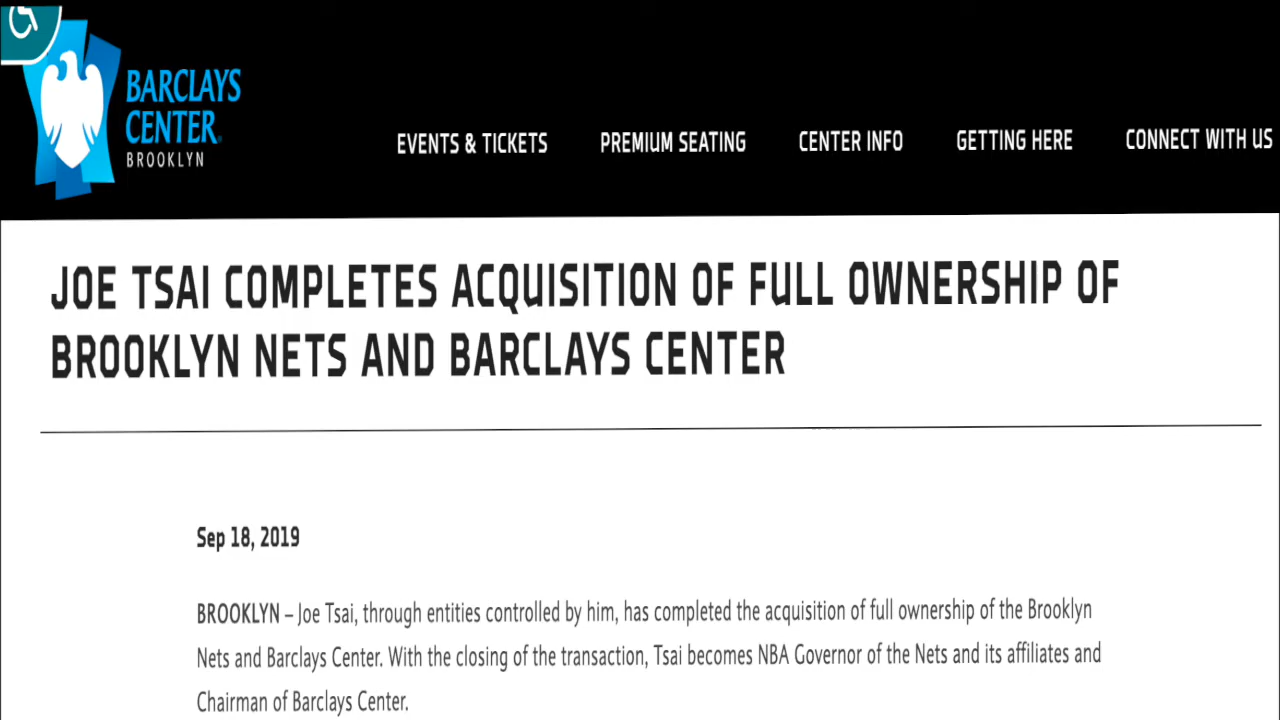 BARCLAYS
CENTER
BROOKLYN
EVENTS & TICKETS PREMIUM SEATING CENTER INFO GETTING HERE CONNECT WITH US
JOE TSAI COMPLETES ACQUISITION OF FULL OWNERSHIP OF
BROOKLYN NETS AND BARCLAYS CENTER
Sep 18, 2019
BROOKLYN – Joe Tsai, through entities controlled by him, has completed the acquisition of full ownership of the Brooklyn
Nets and Barclays Center. With the closing of the transaction, Tsai becomes NBA Governor of the Nets and its affiliates and
Chairman of Barclays Center.